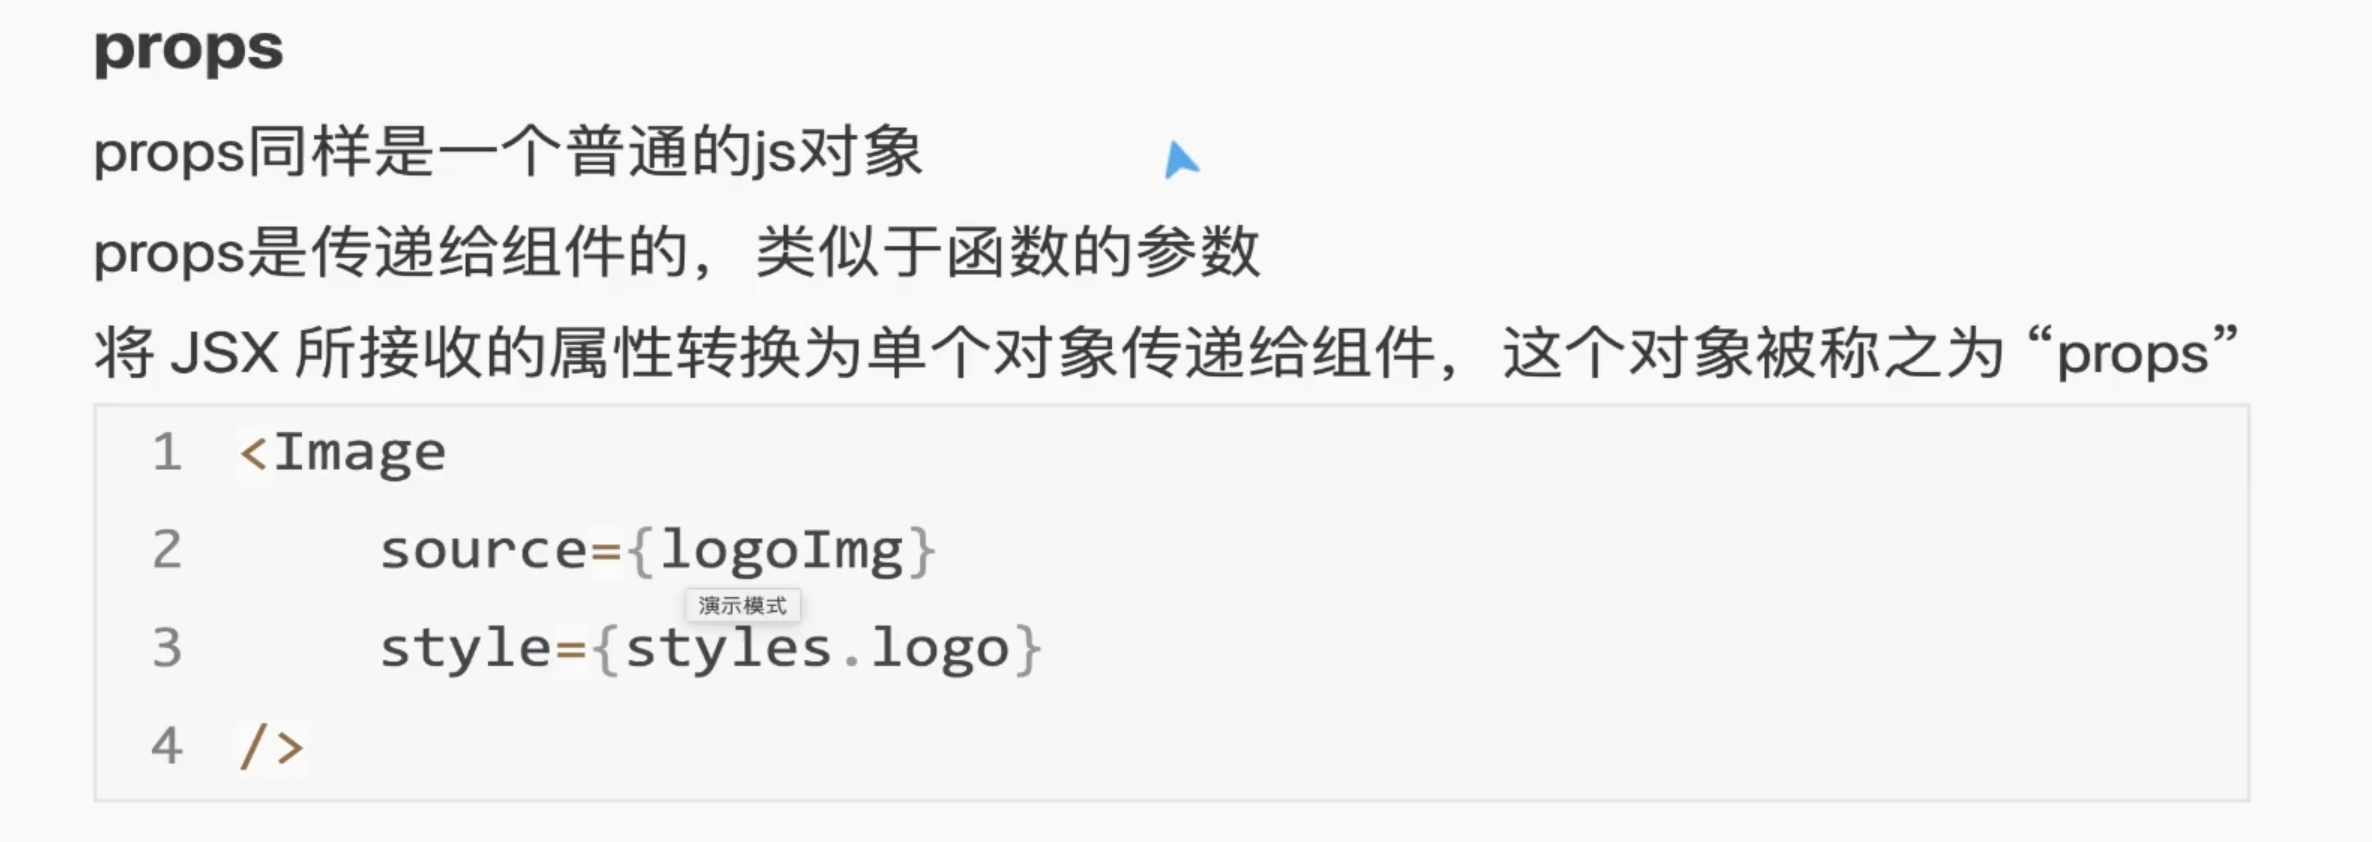 props
props同样是一个普通的js对象
props是传递给组件的，类似于函数的参数
将 JSX 所接收的属性转换为单个对象传递给组件，这个对象被称之为 “props”
1 <Image
2     source={logoImg}
演示模式
3     style={styles.logo}
4 />